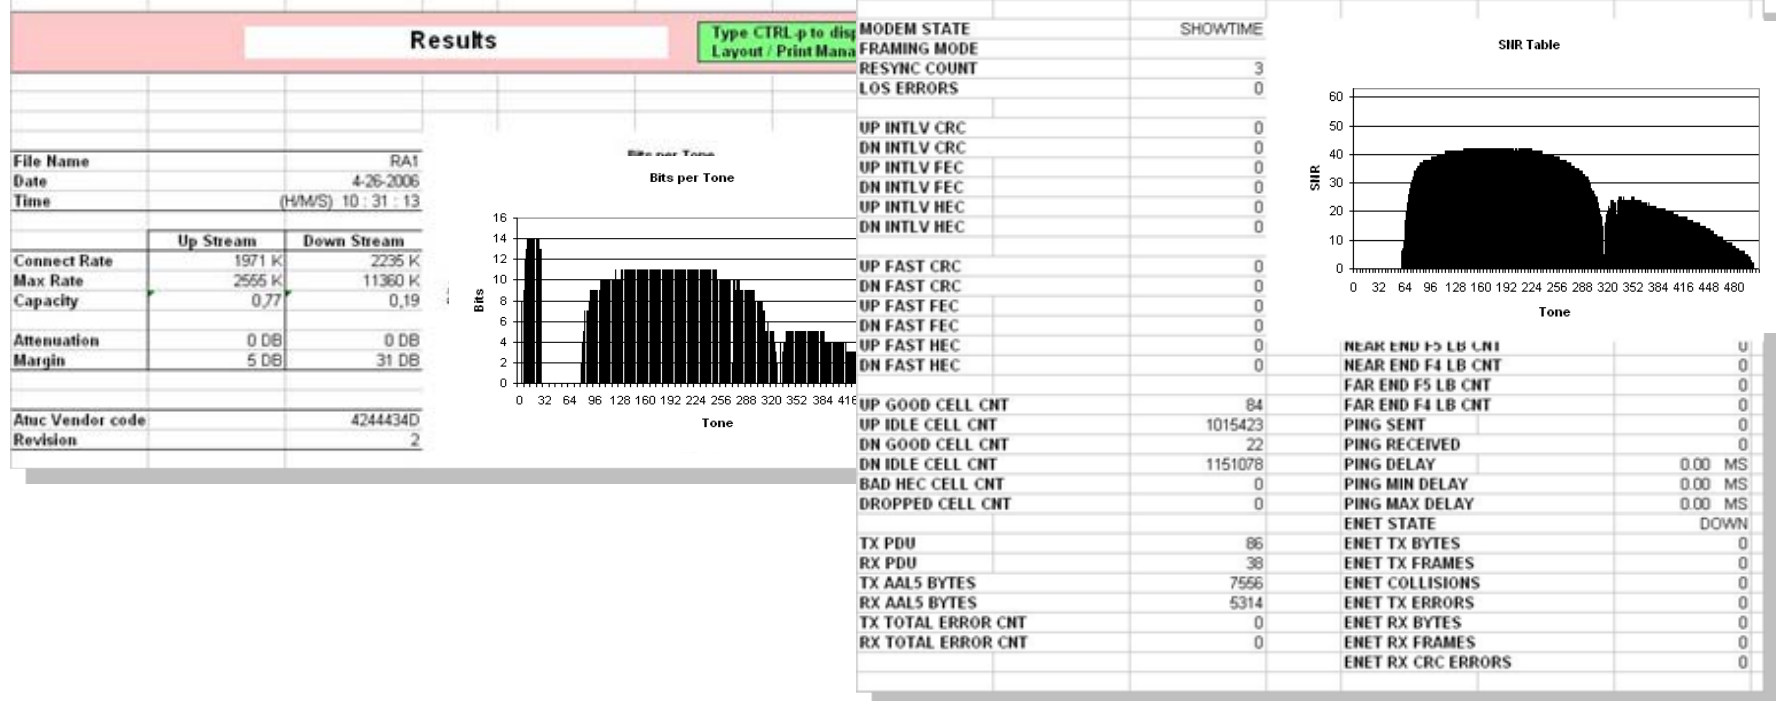 Results
Type CTRL-p to disp
Layout / Print Mana
File Name RA1
Date 4-26-2006
Time (H/M/S) 10 : 31 : 13
Up Stream Down Stream
Connect Rate 1971 K 2235 K
Max Rate 2555 K 11360 K
Capacity 0,77 0,19
Attenuation 0 DB 0 DB
Margin 5 DB 31 DB
Atuc Vendor code 4244434D
Revision 2
Bits per Tone
Bits per Tone
16
14
12
10
8
6
4
2
0
Bits
0 32 64 96 128 160 192 224 256 288 320 352 384 416
Tone
MODEM STATE SHOWTIME
FRAMING MODE
RESYNC COUNT 3
LOS ERRORS 0
UP INTLV CRC 0
DN INTLV CRC 0
UP INTLV FEC 0
DN INTLV FEC 0
UP INTLV HEC 0
DN INTLV HEC 0
UP FAST CRC 0
DN FAST CRC 0
UP FAST FEC 0
DN FAST FEC 0
UP FAST HEC 0
DN FAST HEC 0
UP GOOD CELL CNT 84
UP IDLE CELL CNT 1015423
DN GOOD CELL CNT 22
DN IDLE CELL CNT 1151078
BAD HEC CELL CNT 0
DROPPED CELL CNT 0
TX PDU 86
RX PDU 38
TX AAL5 BYTES 7556
RX AAL5 BYTES 5314
TX TOTAL ERROR CNT 0
RX TOTAL ERROR CNT 0
SNR Table
60
50
40
30
20
10
0
SNR
0 32 64 96 128 160 192 224 256 288 320 352 384 416 448 480
Tone
NEAR END F5 LB CNT 0
NEAR END F4 LB CNT 0
FAR END F5 LB CNT 0
FAR END F4 LB CNT 0
PING SENT 0
PING RECEIVED 0
PING DELAY 0.00 MS
PING MIN DELAY 0.00 MS
PING MAX DELAY 0.00 MS
ENET STATE DOWN
ENET TX BYTES 0
ENET TX FRAMES 0
ENET COLLISIONS 0
ENET TX ERRORS 0
ENET RX BYTES 0
ENET RX FRAMES 0
ENET RX CRC ERRORS 0